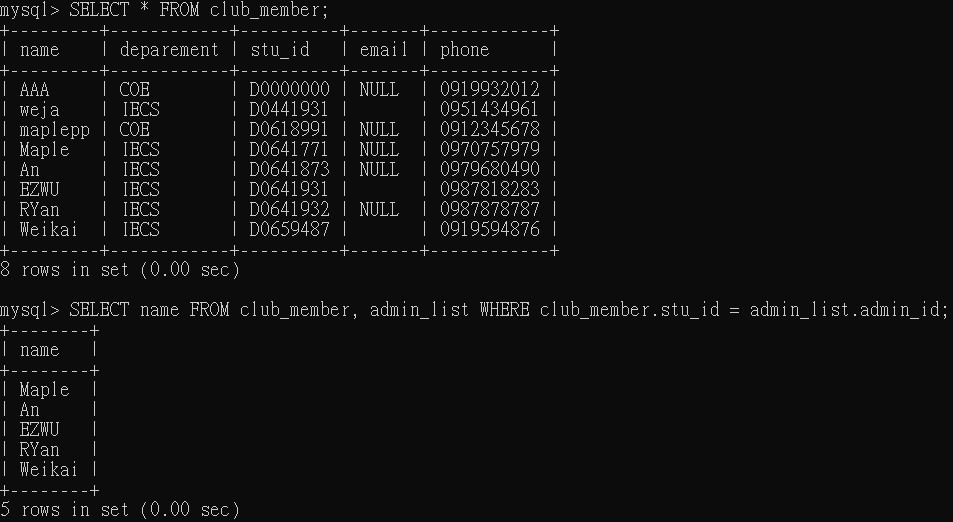 mysql> SELECT * FROM club_member;
+---------+------------+----------+-------+------------+
| name    | deparement | stu_id   | email | phone      |
+---------+------------+----------+-------+------------+
| AAA     | COE        | D0000000 | NULL  | 0919932012 |
| weja    | IECS       | D0441931 |       | 0951434961 |
| maplepp | COE        | D0618991 | NULL  | 0912345678 |
| Maple   | IECS       | D0641771 | NULL  | 0970757979 |
| An      | IECS       | D0641873 | NULL  | 0979680490 |
| EZWU    | IECS       | D0641931 |       | 0987818283 |
| RYan    | IECS       | D0641932 | NULL  | 0987878787 |
| Weikai  | IECS       | D0659487 |       | 0919594876 |
+---------+------------+----------+-------+------------+
8 rows in set (0.00 sec)
mysql> SELECT name FROM club_member, admin_list WHERE club_member.stu_id = admin_list.admin_id;
+--------+
| name   |
+--------+
| Maple  |
| An     |
| EZWU   |
| RYan   |
| Weikai |
+--------+
5 rows in set (0.00 sec)